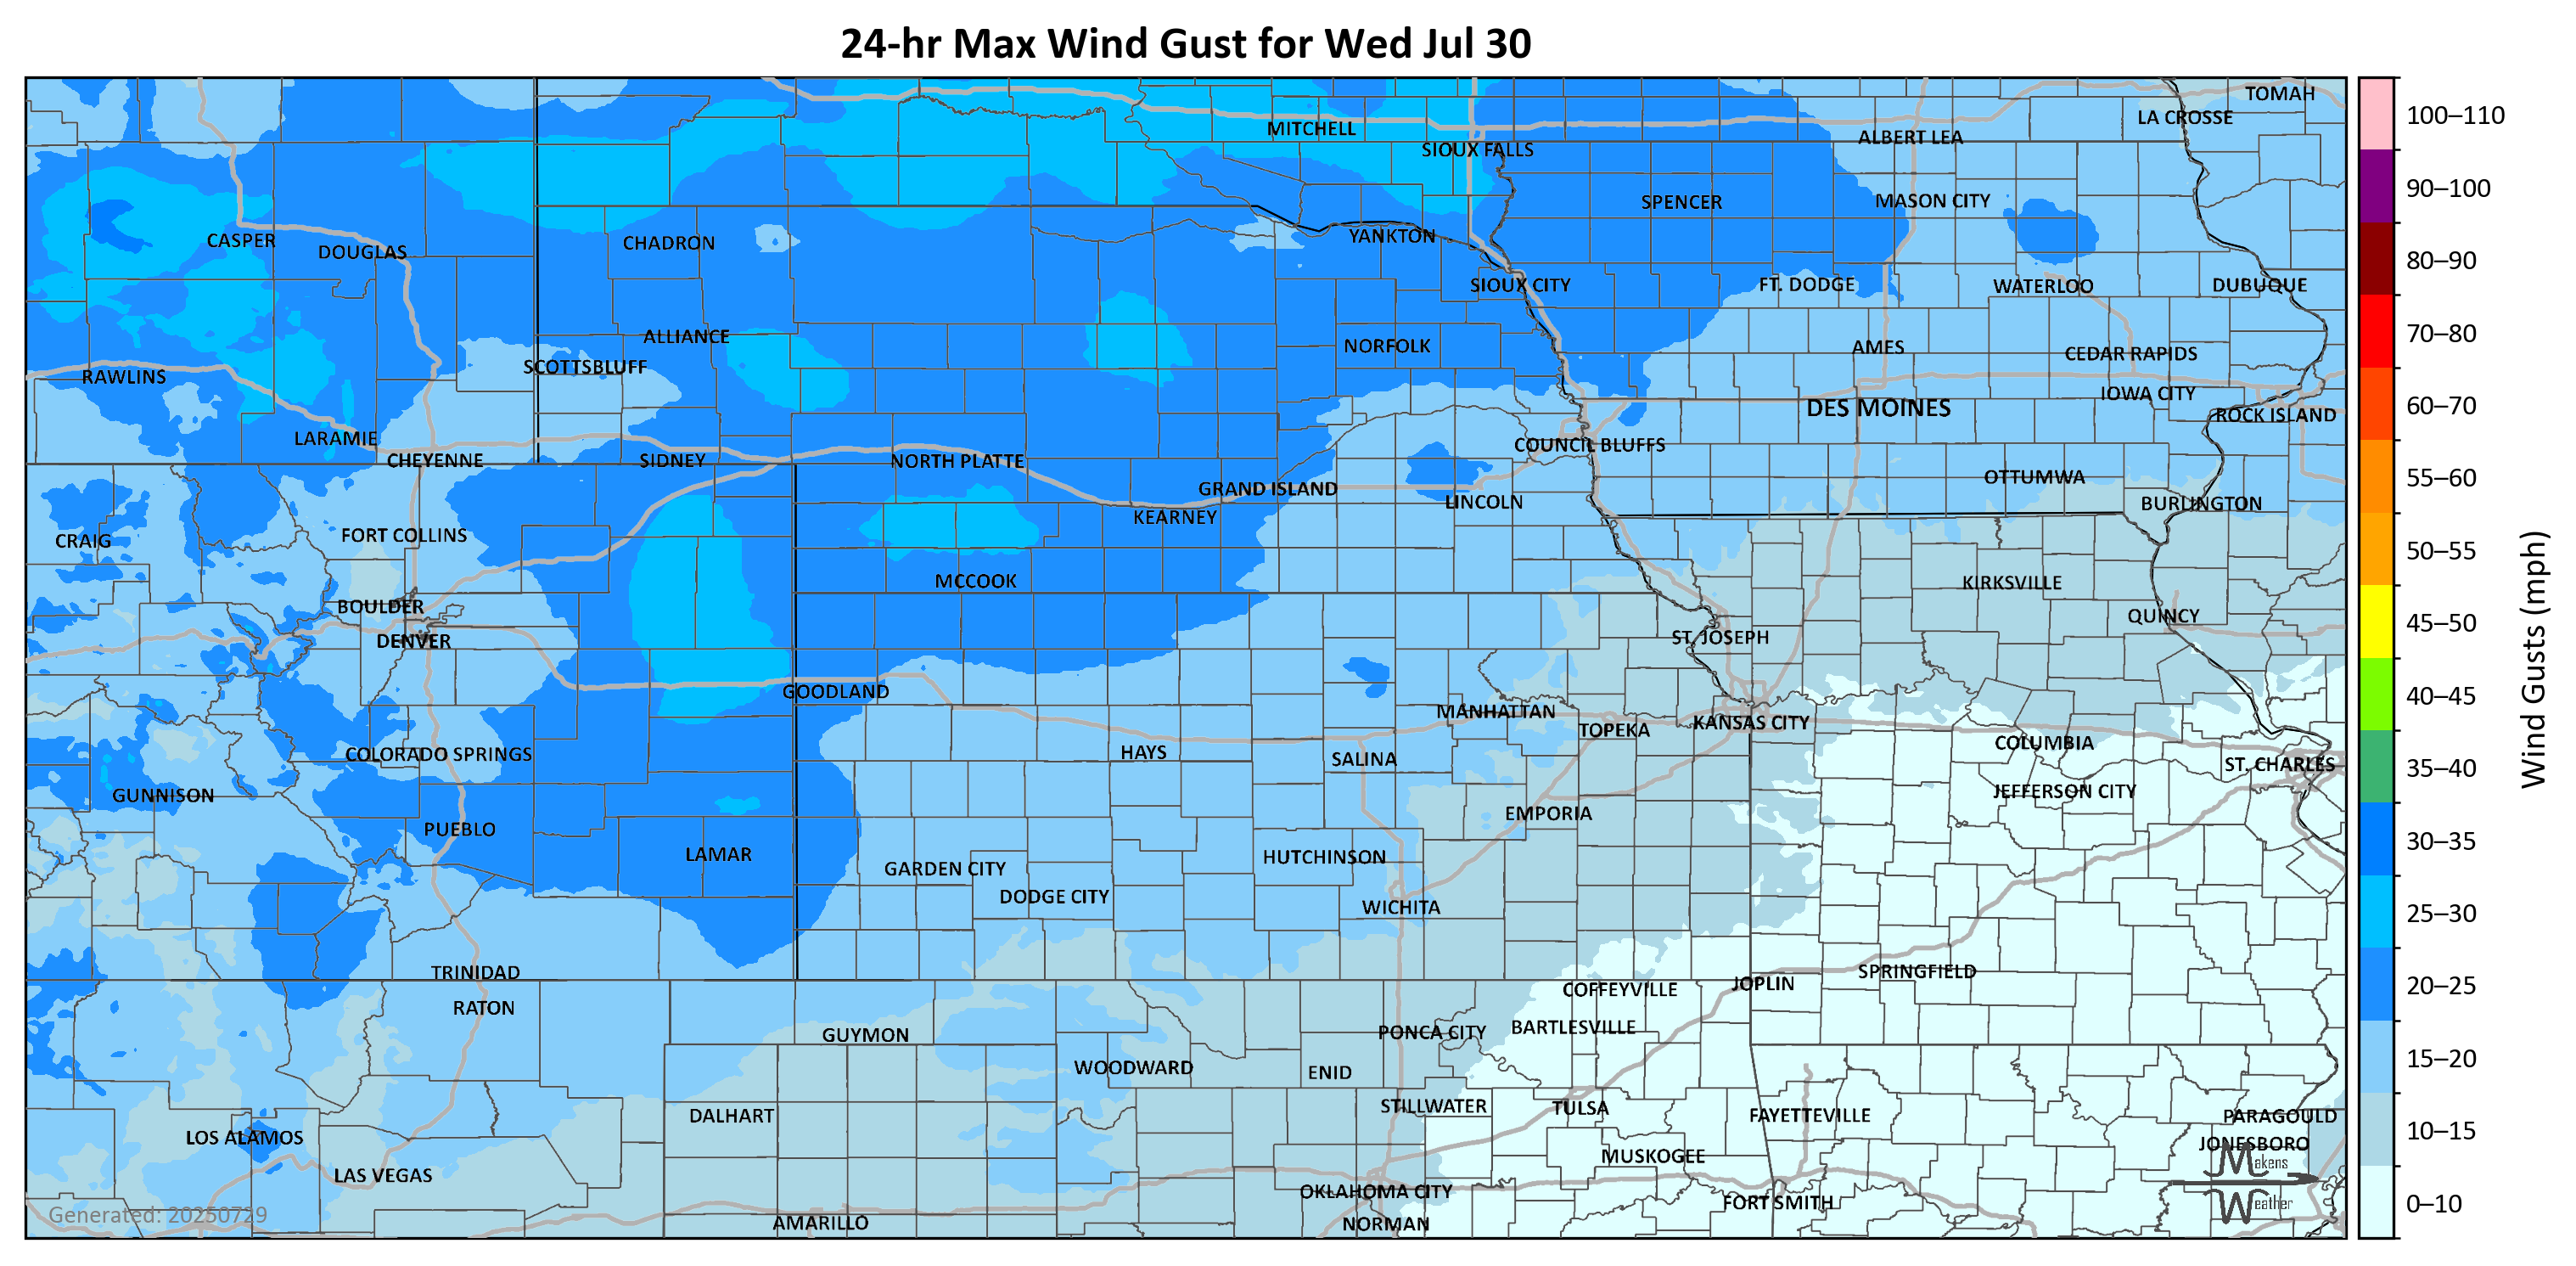 24-hr Max Wind Gust for Wed Jul 30
TOMAH
LA CROSSE
MITCHELL
ALBERT LEA
SIOUX FALLS
SPENCER
MASON CITY
CASPER
DOUGLAS
CHADRON
YANKTON
SIOUX CITY
FT. DODGE
WATERLOO
DUBUQUE
ALLIANCE
NORFOLK
AMES
CEDAR RAPIDS
SCOTTSBLUFF
RAWLINS
IOWA CITY
DES MOINES
ROCK ISLAND
LARAMIE
COUNCIL BLUFFS
CHEYENNE
SIDNEY
NORTH PLATTE
OTTUMWA
GRAND ISLAND
LINCOLN
BURLINGTON
KEARNEY
FORT COLLINS
CRAIG
MCCOOK
KIRKSVILLE
BOULDER
QUINCY
DENVER
ST. JOSEPH
GOODLAND
MANHATTAN
KANSAS CITY
TOPEKA
COLUMBIA
HAYS
COLORADO SPRINGS
SALINA
ST. CHARLES
GUNNISON
JEFFERSON CITY
EMPORIA
PUEBLO
LAMAR
HUTCHINSON
GARDEN CITY
DODGE CITY
WICHITA
TRINIDAD
SPRINGFIELD
JOPLIN
COFFEYVILLE
RATON
BARTLESVILLE
PONCA CITY
GUYMON
WOODWARD
ENID
STILLWATER
TULSA
DALHART
FAYETTEVILLE
PARAGOULD
LOS ALAMOS
JONESBORO
MUSKOGEE
LAS VEGAS
OKLAHOMA CITY
FORT SMITH
AMARILLO
NORMAN
Makens
Weather
Generated: 20250729
100–110
90–100
80–90
70–80
60–70
55–60
50–55
45–50
40–45
35–40
30–35
25–30
20–25
15–20
10–15
0–10
Wind Gusts (mph)